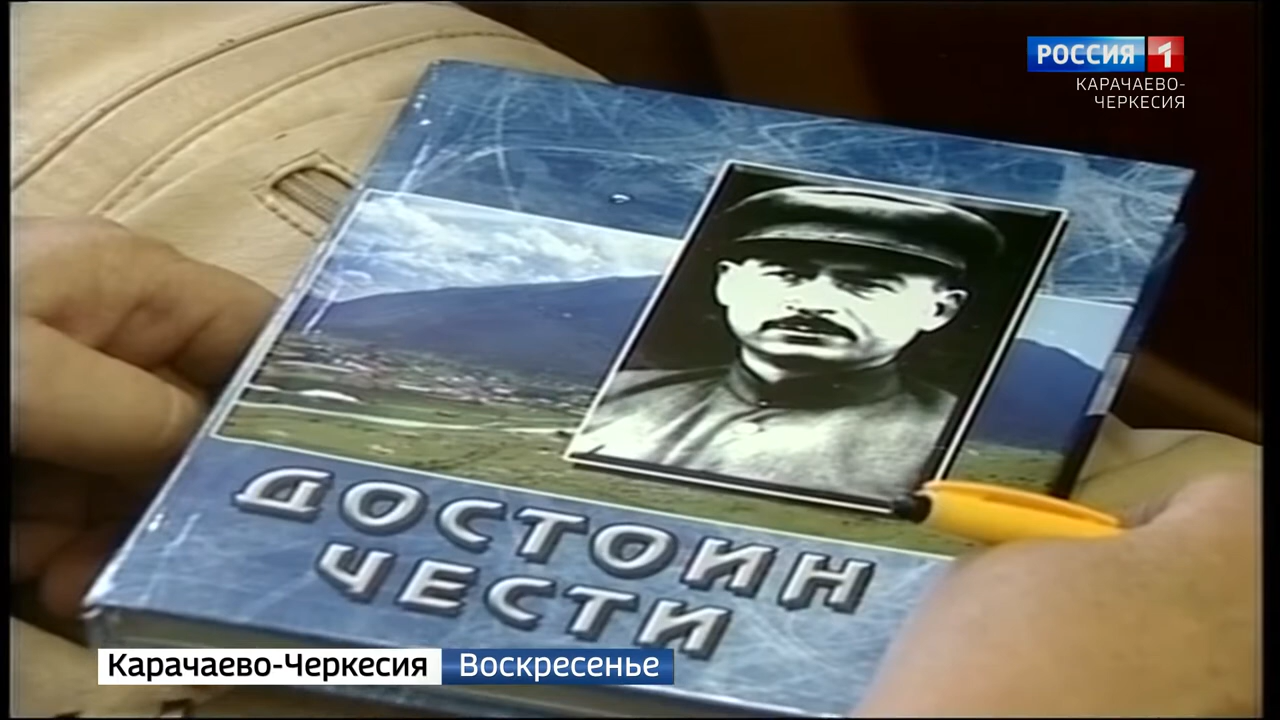 РОССИЯ 1
КАРАЧАЕВО-
ЧЕРКЕСИЯ
ДОСТОИН
ЧЕСТИ
Карачаево-Черкесия Воскресенье